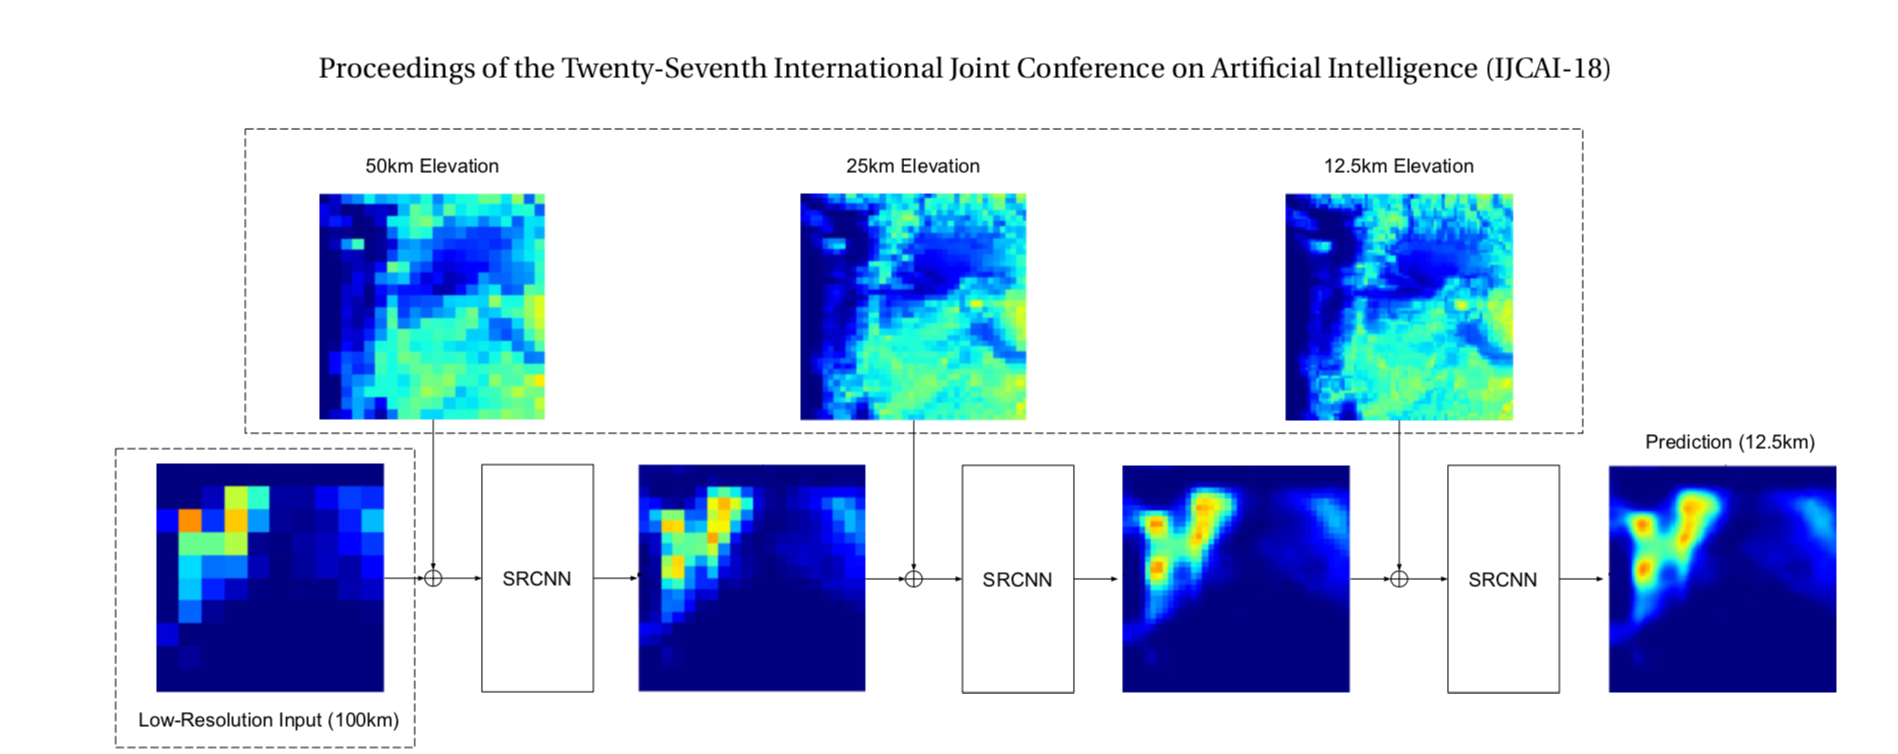 Proceedings of the Twenty-Seventh International Joint Conference on Artificial Intelligence (IJCAI-18)
50km Elevation
25km Elevation
12.5km Elevation
Prediction (12.5km)
SRCNN
SRCNN
SRCNN
Low-Resolution Input (100km)